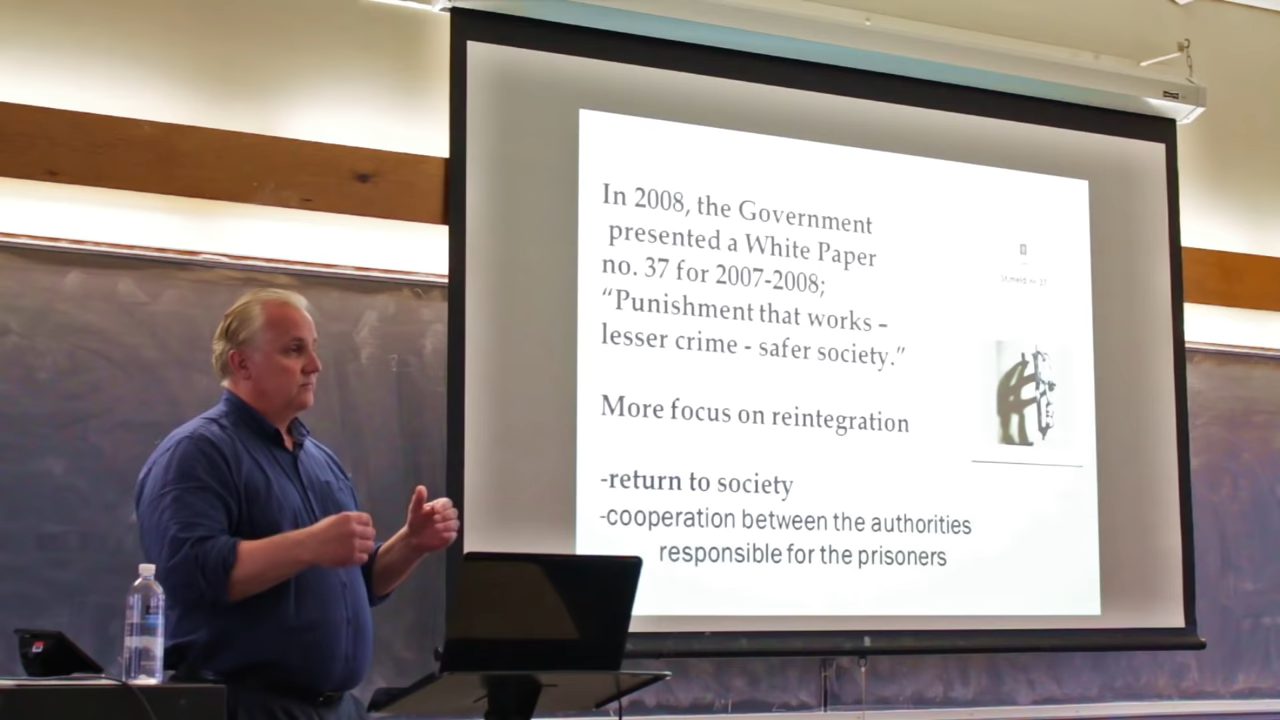 In 2008, the Government
presented a White Paper
no. 37 for 2007-2008;
“Punishment that works –
lesser crime - safer society.”
More focus on reintegration
-return to society
-cooperation between the authorities
responsible for the prisoners